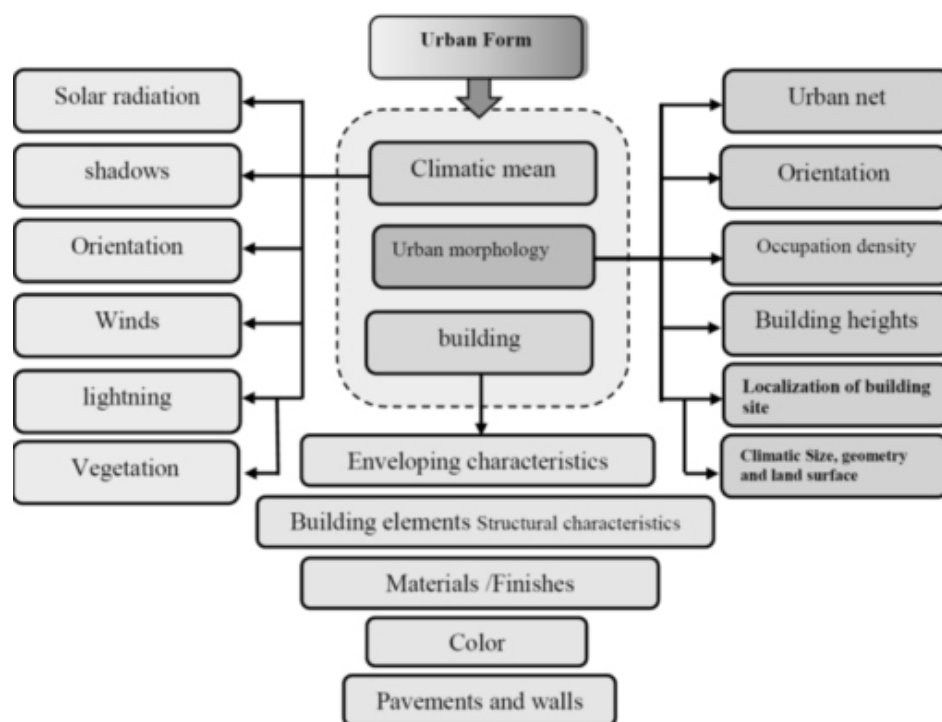 Urban Form
Solar radiation
shadows
Orientation
Winds
lightning
Vegetation
Climatic mean
Urban morphology
building
Urban net
Orientation
Occupation density
Building heights
Localization of building
site
Climatic Size, geometry
and land surface
Enveloping characteristics
Building elements Structural characteristics
Materials /Finishes
Color
Pavements and walls